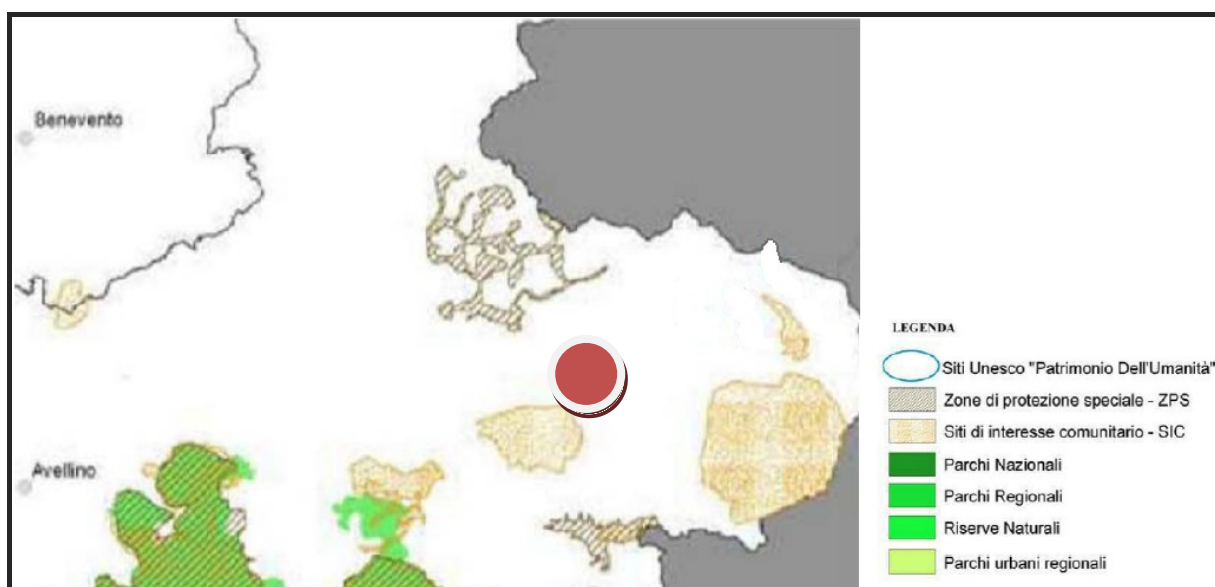 Benevento
Avellino
LEGENDA
Siti Unesco "Patrimonio Dell'Umanità"
Zone di protezione speciale - ZPS
Siti di interesse comunitario - SIC
Parchi Nazionali
Parchi Regionali
Riserve Naturali
Parchi urbani regionali